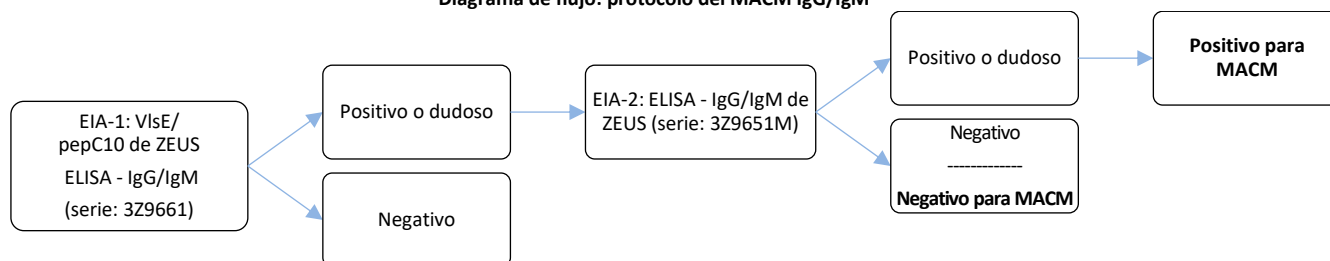 Diagrama de flujo: protocolo del MACM IgG/IgM
EIA-1: VlsE/
pepC10 de ZEUS
ELISA - IgG/IgM
(serie: 3Z9661)
Positivo o dudoso
Negativo
EIA-2: ELISA - IgG/IgM de
ZEUS (serie: 3Z9651M)
Positivo o dudoso
Negativo
-------------
Negativo para MACM
Positivo para
MACM